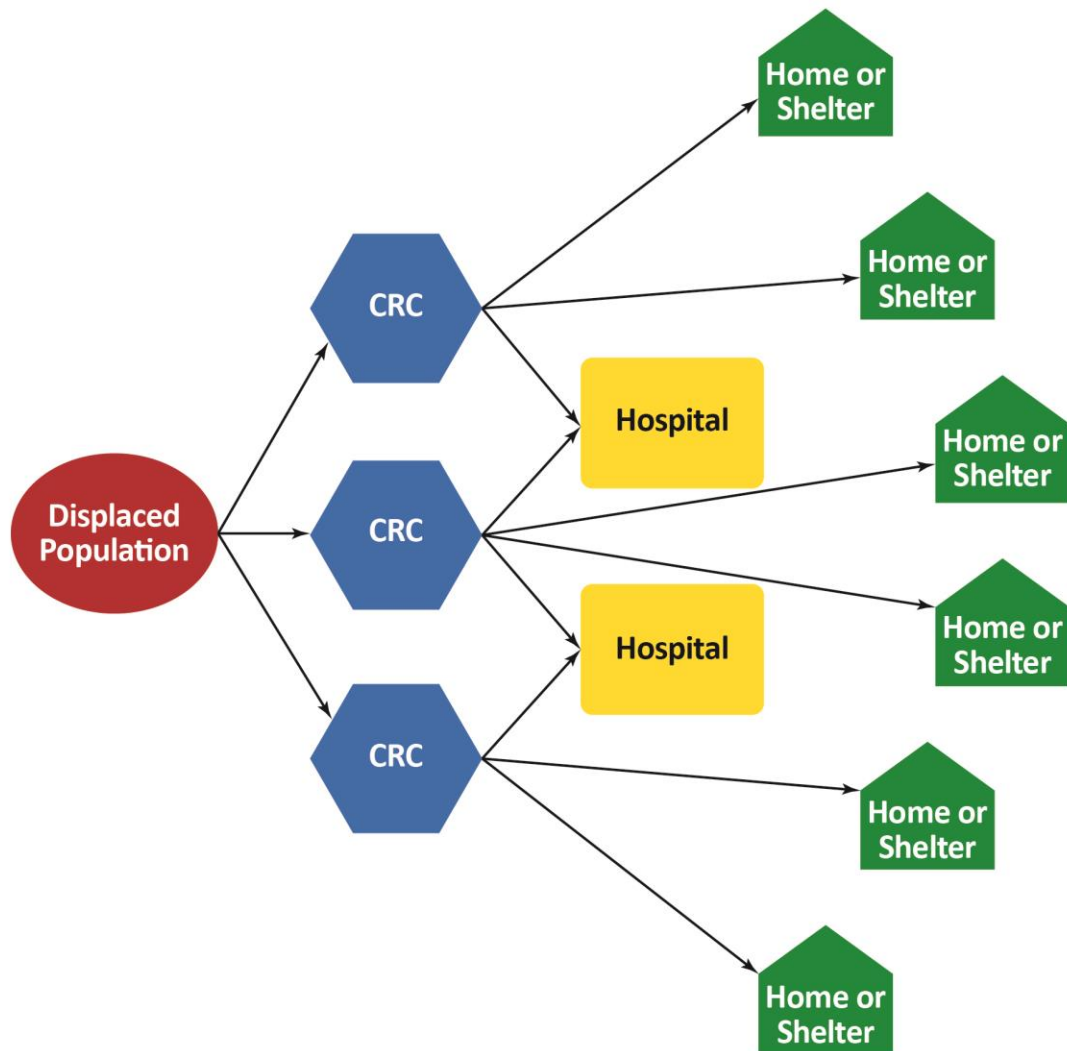 Home or
Shelter
Home or
Shelter
CRC
Hospital
Home or
Shelter
Displaced
Population
CRC
Home or
Shelter
Hospital
CRC
Home or
Shelter
Home or
Shelter